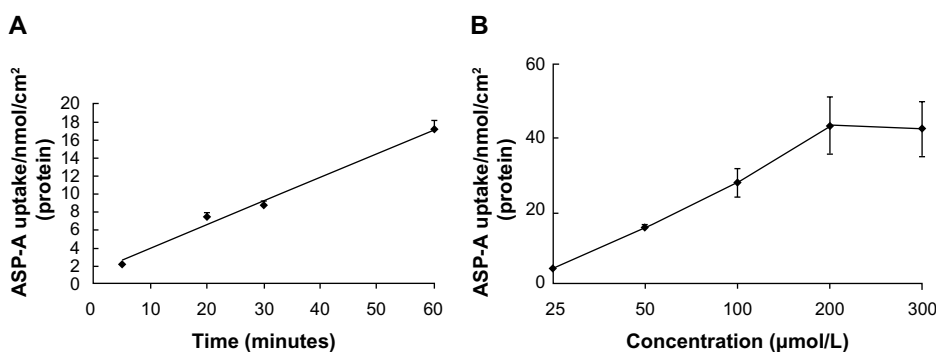 A
ASP-A uptake/nmol/cm²
(protein)
20
18
16
14
12
10
8
6
4
2
0
0 10 20 30 40 50 60
Time (minutes)
B
ASP-A uptake/nmol/cm²
(protein)
60
40
20
0
25 50 100 200 300
Concentration (µmol/L)